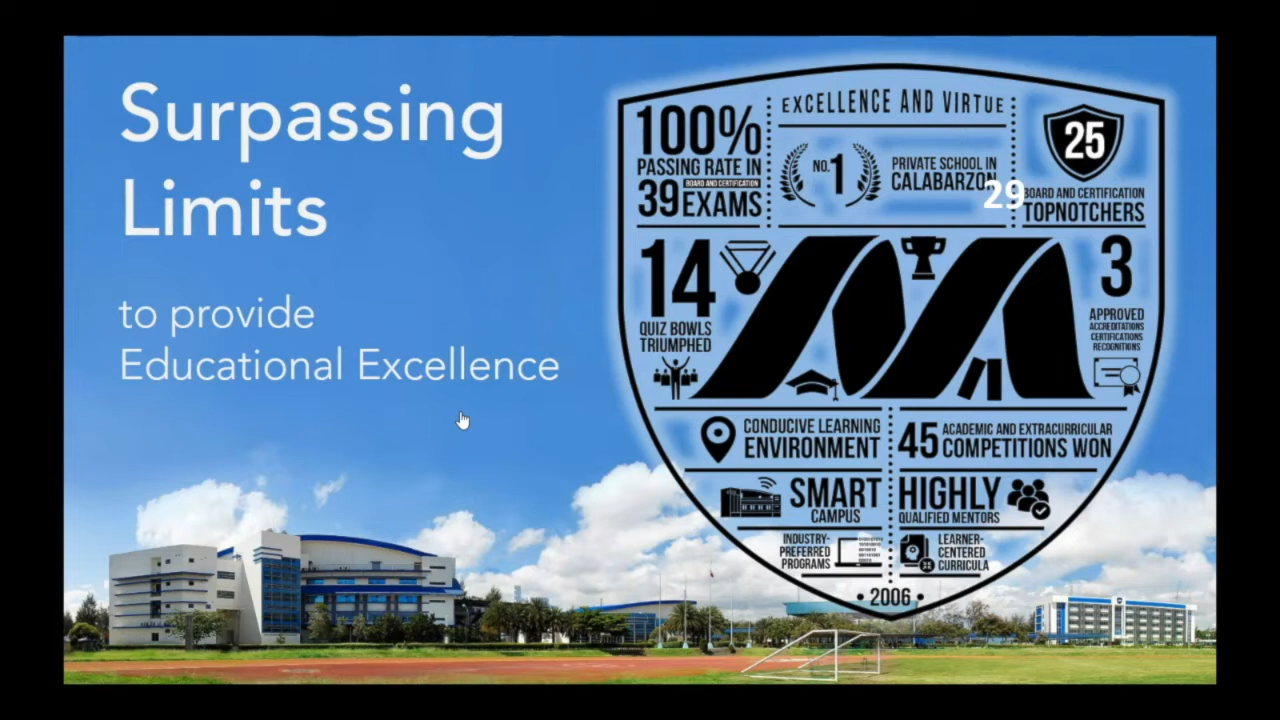 Surpassing
Limits
to provide
Educational Excellence
EXCELLENCE AND VIRTUE
100%
PASSING RATE IN
39 BOARD AND CERTIFICATION
EXAMS
NO. 1
PRIVATE SCHOOL IN
CALABARZON
25
29
BOARD AND CERTIFICATION
TOPNOTCHERS
14
QUIZ BOWLS
TRIUMPHED
3
APPROVED
ACCREDITATIONS
CERTIFICATIONS
RECOGNITIONS
CONDUCIVE LEARNING
ENVIRONMENT
45 ACADEMIC AND EXTRACURRICULAR
COMPETITIONS WON
SMART
CAMPUS
HIGHLY
QUALIFIED MENTORS
INDUSTRY-
PREFERRED
PROGRAMS
LEARNER-
CENTERED
CURRICULA
• 2006 •